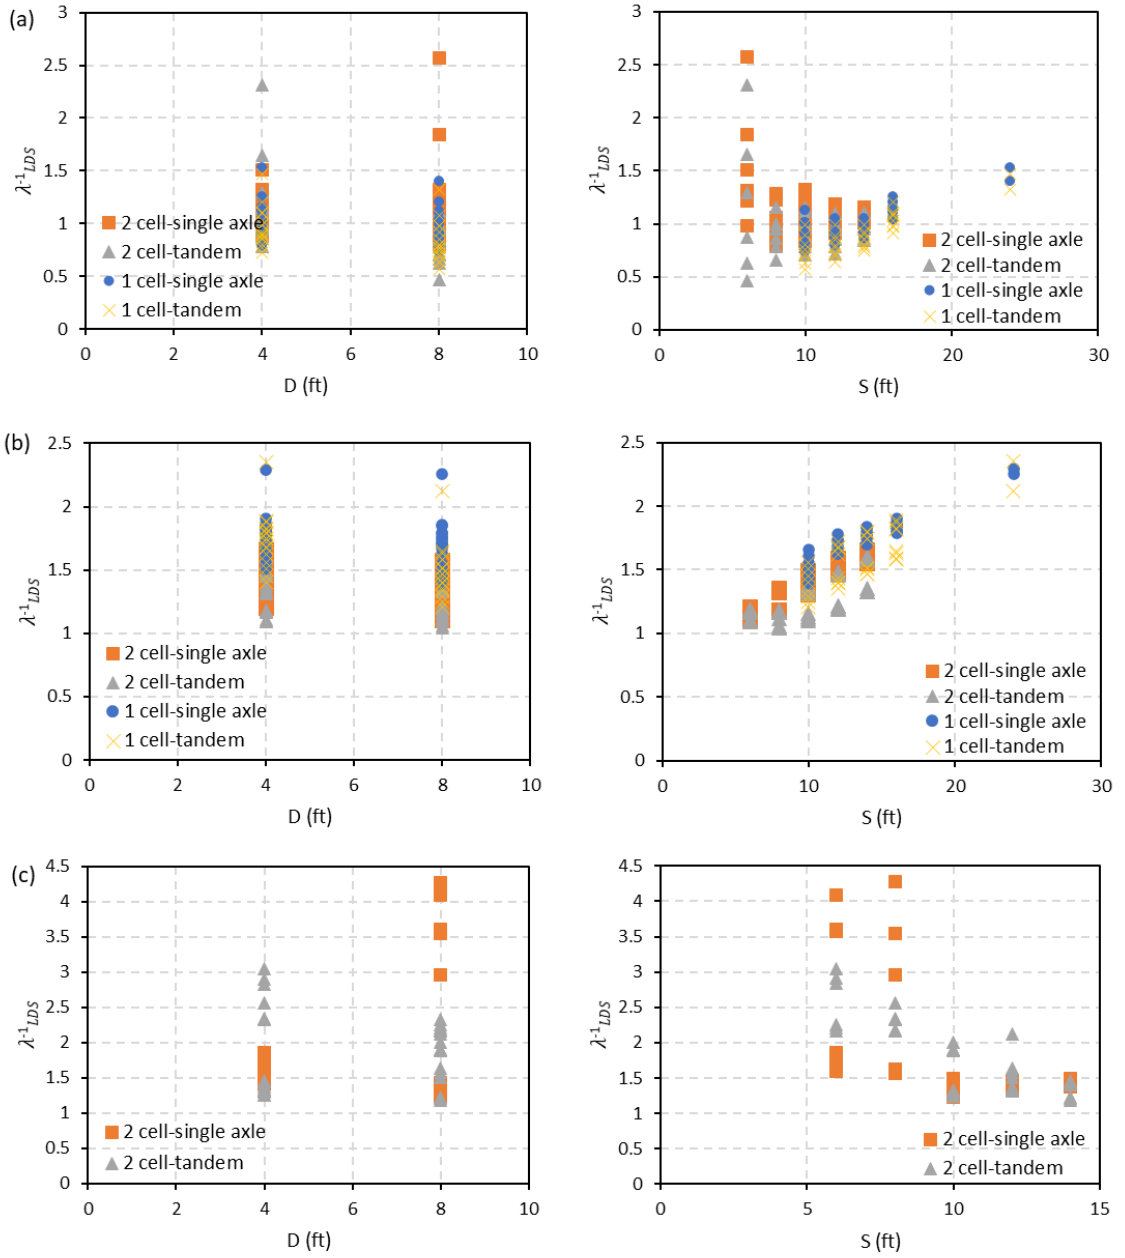 (a)
3
2.5
2
1.5
1
0.5
0
λ⁻¹LDS
2 cell-single axle
2 cell-tandem
1 cell-single axle
1 cell-tandem
0 2 4 6 8 10
D (ft)
3
2.5
2
1.5
1
0.5
0
λ⁻¹LDS
2 cell-single axle
2 cell-tandem
1 cell-single axle
1 cell-tandem
0 10 20 30
S (ft)
(b)
2.5
2
1.5
1
0.5
0
λ⁻¹LDS
2 cell-single axle
2 cell-tandem
1 cell-single axle
1 cell-tandem
0 2 4 6 8 10
D (ft)
2.5
2
1.5
1
0.5
0
λ⁻¹LDS
2 cell-single axle
2 cell-tandem
1 cell-single axle
1 cell-tandem
0 10 20 30
S (ft)
(c)
4.5
4
3.5
3
2.5
2
1.5
1
0.5
0
λ⁻¹LDS
2 cell-single axle
2 cell-tandem
0 2 4 6 8 10
D (ft)
4.5
4
3.5
3
2.5
2
1.5
1
0.5
0
λ⁻¹LDS
2 cell-single axle
2 cell-tandem
0 5 10 15
S (ft)